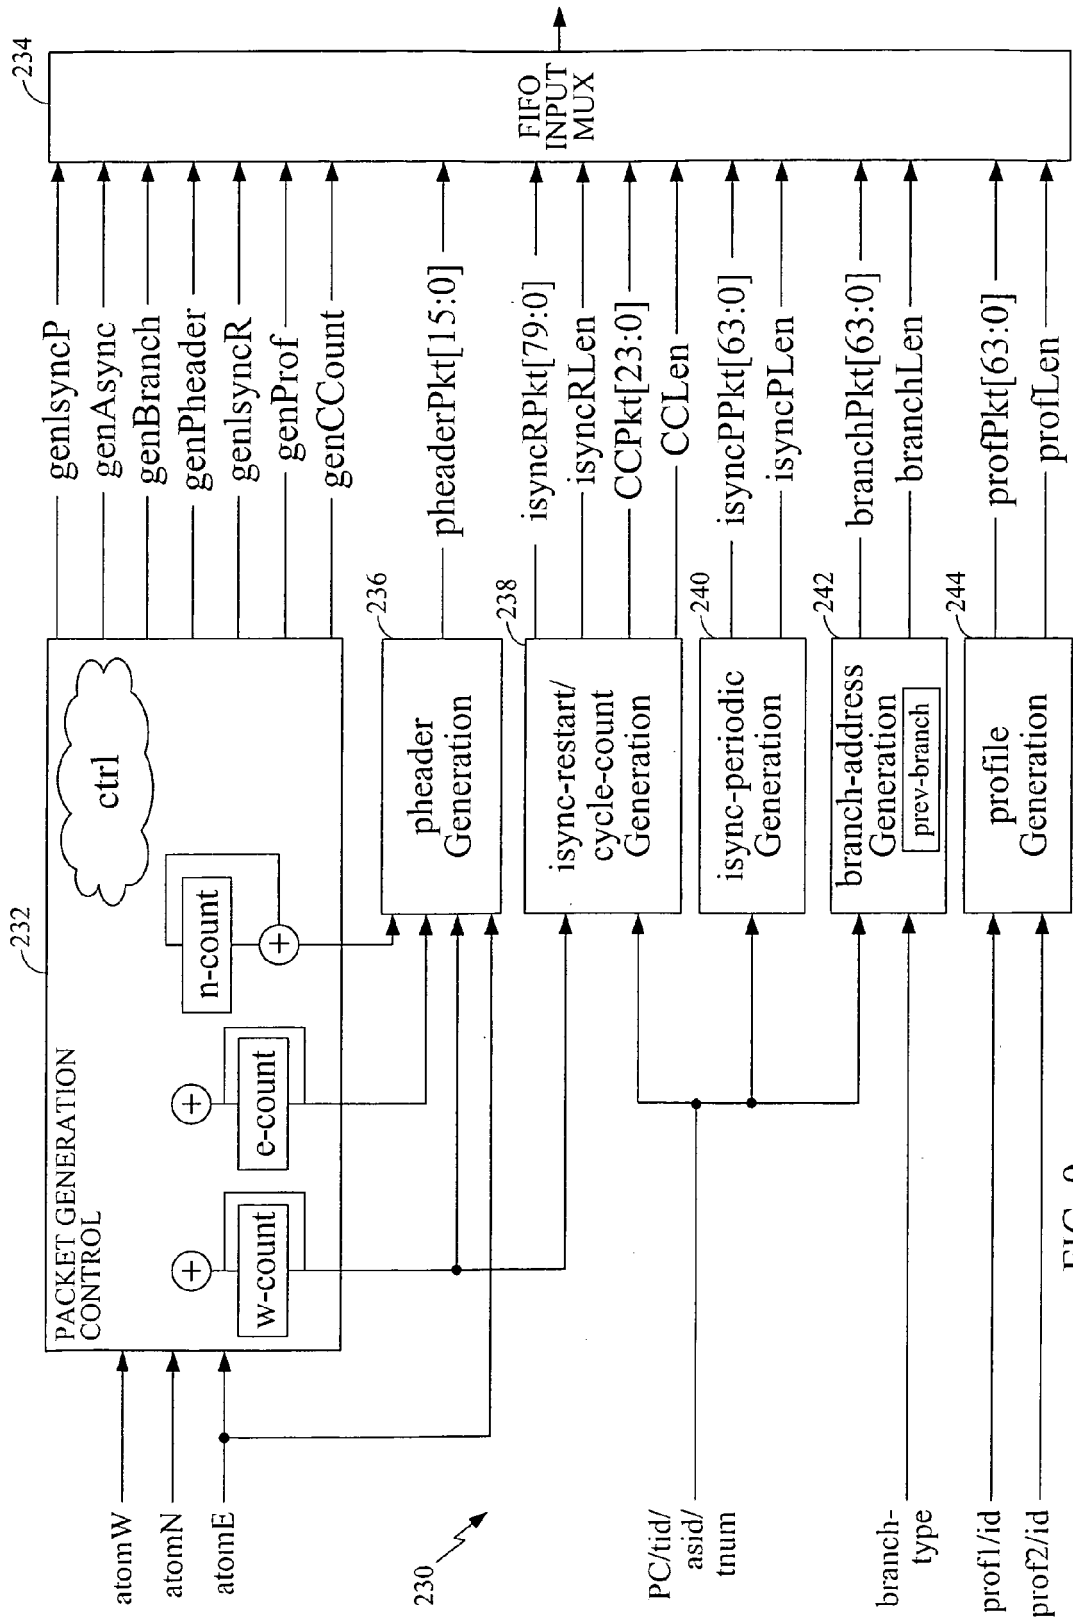 230
atomW
atomN
atomE
PC/tid/
asid/
tnum
branch-
type
prof1/id
prof2/id
232
PACKET GENERATION
CONTROL
w-count
+
e-count
+
n-count
+
ctrl
236
pheader
Generation
238
isync-restart/
cycle-count
Generation
240
isync-periodic
Generation
242
branch-address
Generation
prev-branch
244
profile
Generation
genIsyncP
genAsync
genBranch
genPheader
genIsyncR
genProf
genCCount
pheaderPkt[15:0]
isyncRPkt[79:0]
isyncRLen
CCPkt[23:0]
CCLen
isyncPPkt[63:0]
isyncPLen
branchPkt[63:0]
branchLen
profPkt[63:0]
profLen
234
FIFO
INPUT
MUX